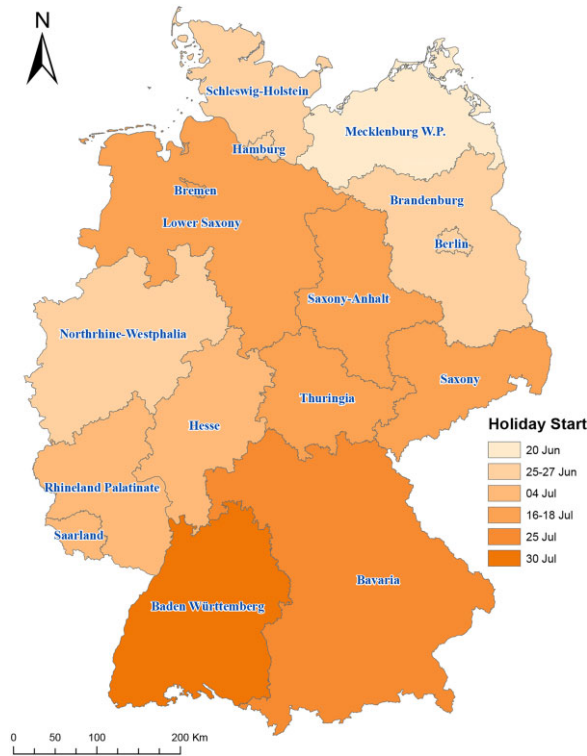 N
Schleswig-Holstein
Mecklenburg W.P.
Hamburg
Bremen
Brandenburg
Lower Saxony
Berlin
Saxony-Anhalt
Northrhine-Westphalia
Saxony
Thuringia
Hesse
Holiday Start
20 Jun
25-27 Jun
04 Jul
16-18 Jul
25 Jul
30 Jul
Rhineland Palatinate
Saarland
Bavaria
Baden Württemberg
0 50 100 200 Km